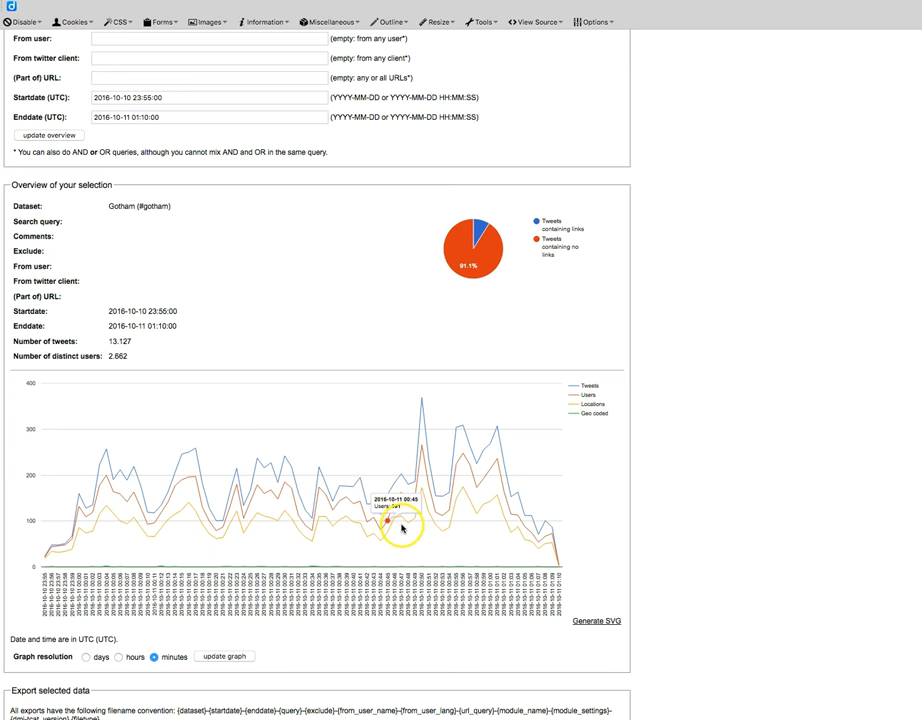 Disable Cookies CSS Forms Images Information Miscellaneous Outline Resize Tools View Source Options
From user: (empty: from any user*)
From twitter client: (empty: from any client*)
(Part of) URL: (empty: any or all URLs*)
Startdate (UTC): 2016-10-10 23:55:00 (YYYY-MM-DD or YYYY-MM-DD HH:MM:SS)
Enddate (UTC): 2016-10-11 01:10:00 (YYYY-MM-DD or YYYY-MM-DD HH:MM:SS)
update overview
* You can also do AND or OR queries, although you cannot mix AND and OR in the same query.
Overview of your selection
Dataset: Gotham (#gotham)
Search query:
Comments:
Exclude:
From user:
From twitter client:
(Part of) URL:
Startdate: 2016-10-10 23:55:00
Enddate: 2016-10-11 01:10:00
Number of tweets: 13.127
Number of distinct users: 2.662
Tweets
containing links
Tweets
containing no
links
91.1%
400
300
200
100
0
Tweets
Users
Locations
Geo coded
2016-10-11 00:45
Users:
Generate SVG
Date and time are in UTC (UTC).
Graph resolution days hours minutes update graph
Export selected data
All exports have the following filename convention: {dataset}-{startdate}-{enddate}-{query}-{exclude}-{from_user_name}-{from_user_lang}-{url_query}-{module_name}-{module_settings}-
{dmi-tcat_version}.{filetype}